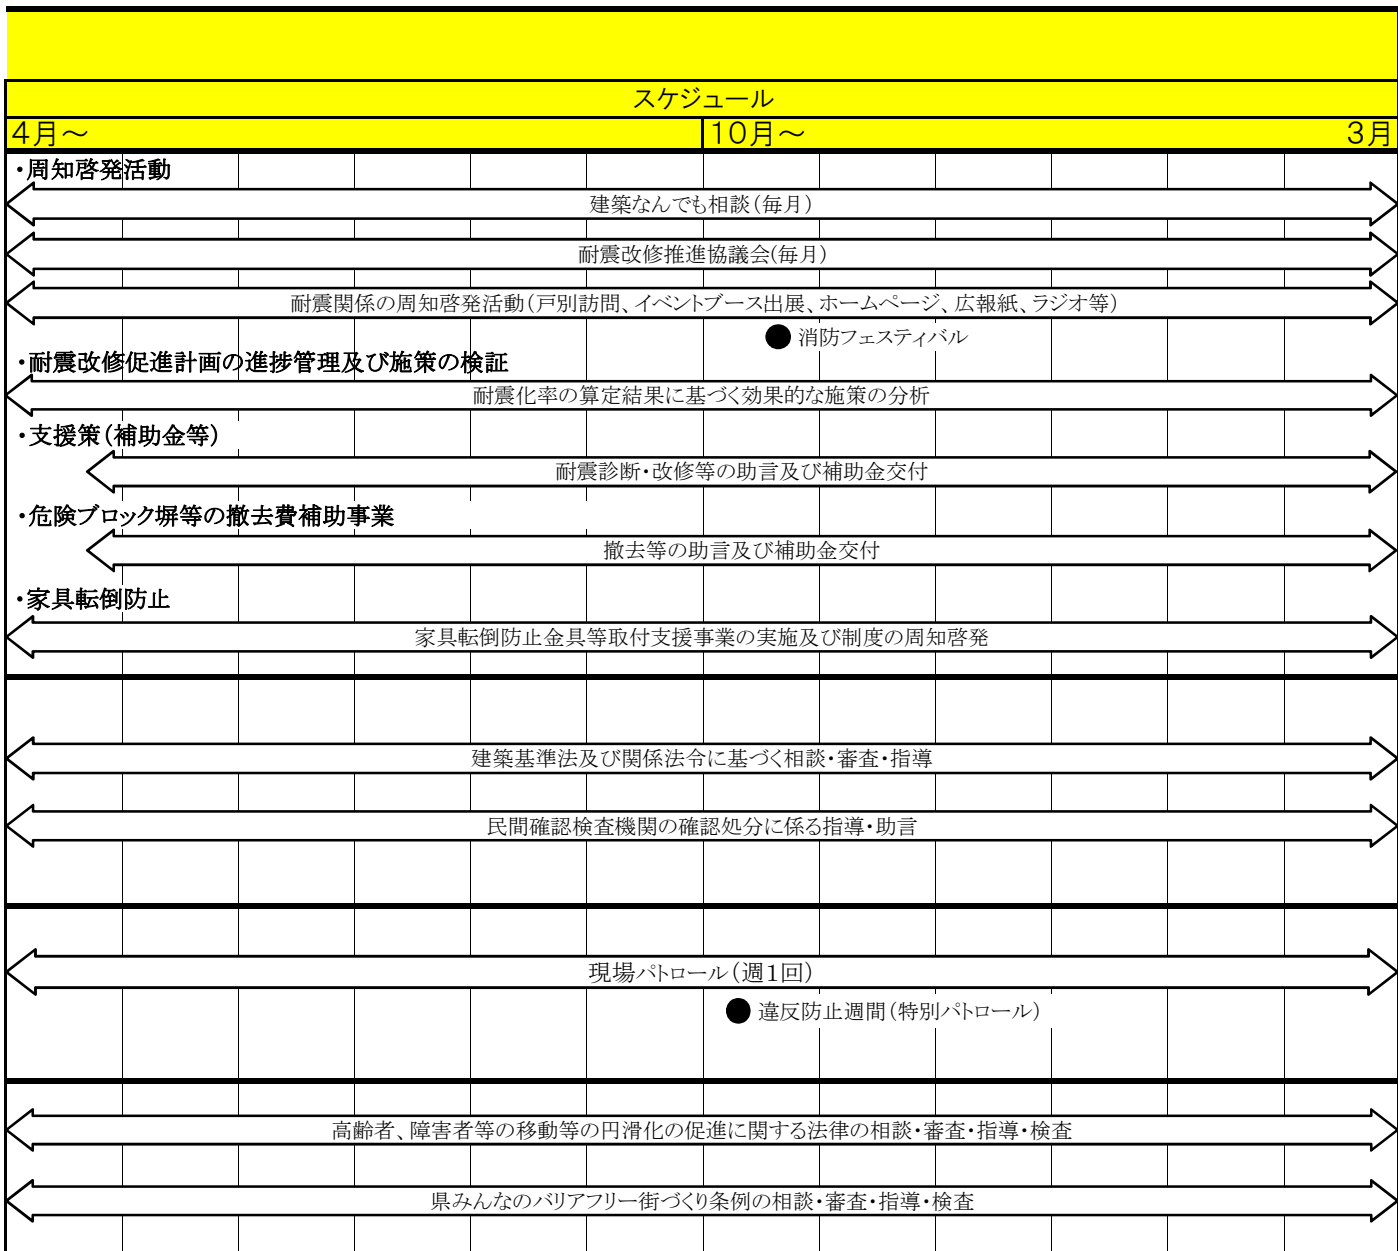 スケジュール
4月～ 10月～ 3月
・周知啓発活動
建築なんでも相談（毎月）
耐震改修推進協議会(毎月)
耐震関係の周知啓発活動（戸別訪問、イベントブース出展、ホームページ、広報紙、ラジオ等）
● 消防フェスティバル
・耐震改修促進計画の進捗管理及び施策の検証
耐震化率の算定結果に基づく効果的な施策の分析
・支援策（補助金等）
耐震診断・改修等の助言及び補助金交付
・危険ブロック塀等の撤去費補助事業
撤去等の助言及び補助金交付
・家具転倒防止
家具転倒防止金具等取付支援事業の実施及び制度の周知啓発
建築基準法及び関係法令に基づく相談・審査・指導
民間確認検査機関の確認処分に係る指導・助言
現場パトロール（週１回）
● 違反防止週間（特別パトロール）
高齢者、障害者等の移動等の円滑化の促進に関する法律の相談・審査・指導・検査
県みんなのバリアフリー街づくり条例の相談・審査・指導・検査